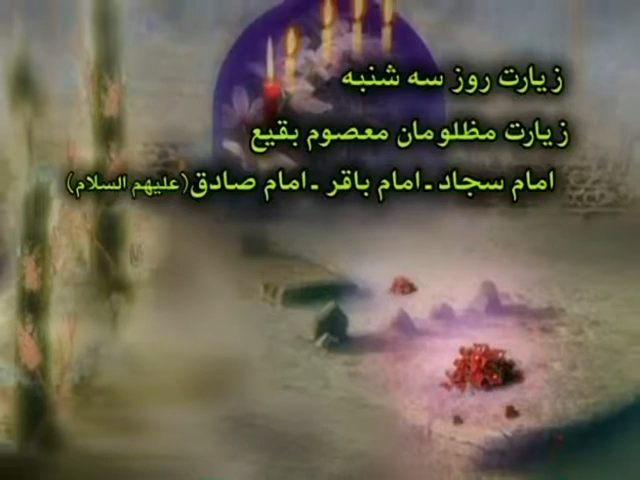 زیارت روز سه شنبه
زیارت مظلومان معصوم بقیع
امام سجاد ـ امام باقر ـ امام صادق (علیهم السلام)